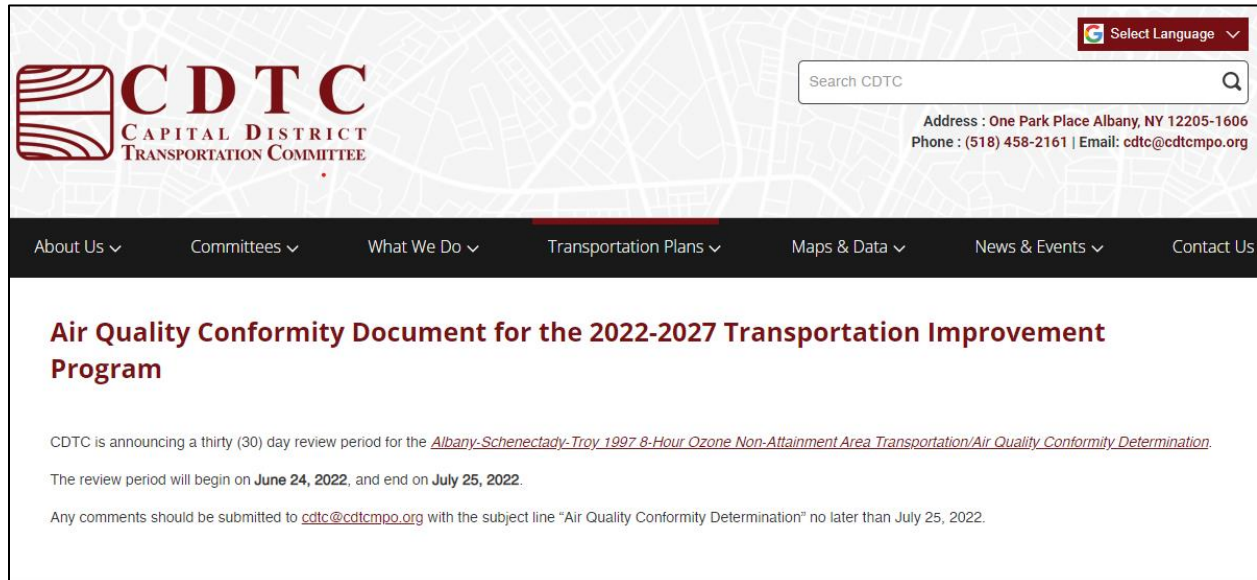 Select Language
CDTC
CAPITAL DISTRICT
TRANSPORTATION COMMITTEE
Search CDTC
Address : One Park Place Albany, NY 12205-1606
Phone : (518) 458-2161 | Email: cdtc@cdtcmpo.org
About Us Committees What We Do Transportation Plans Maps & Data News & Events Contact Us
Air Quality Conformity Document for the 2022-2027 Transportation Improvement
Program
CDTC is announcing a thirty (30) day review period for the Albany-Schenectady-Troy 1997 8-Hour Ozone Non-Attainment Area Transportation/Air Quality Conformity Determination.
The review period will begin on June 24, 2022, and end on July 25, 2022.
Any comments should be submitted to cdtc@cdtcmpo.org with the subject line “Air Quality Conformity Determination” no later than July 25, 2022.